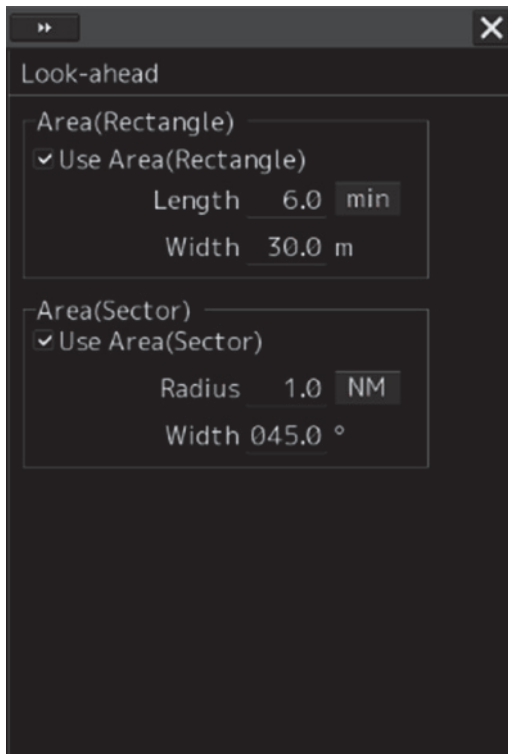 Look-ahead
Area(Rectangle)
Use Area(Rectangle)
Length 6.0 min
Width 30.0 m
Area(Sector)
Use Area(Sector)
Radius 1.0 NM
Width 045.0 °